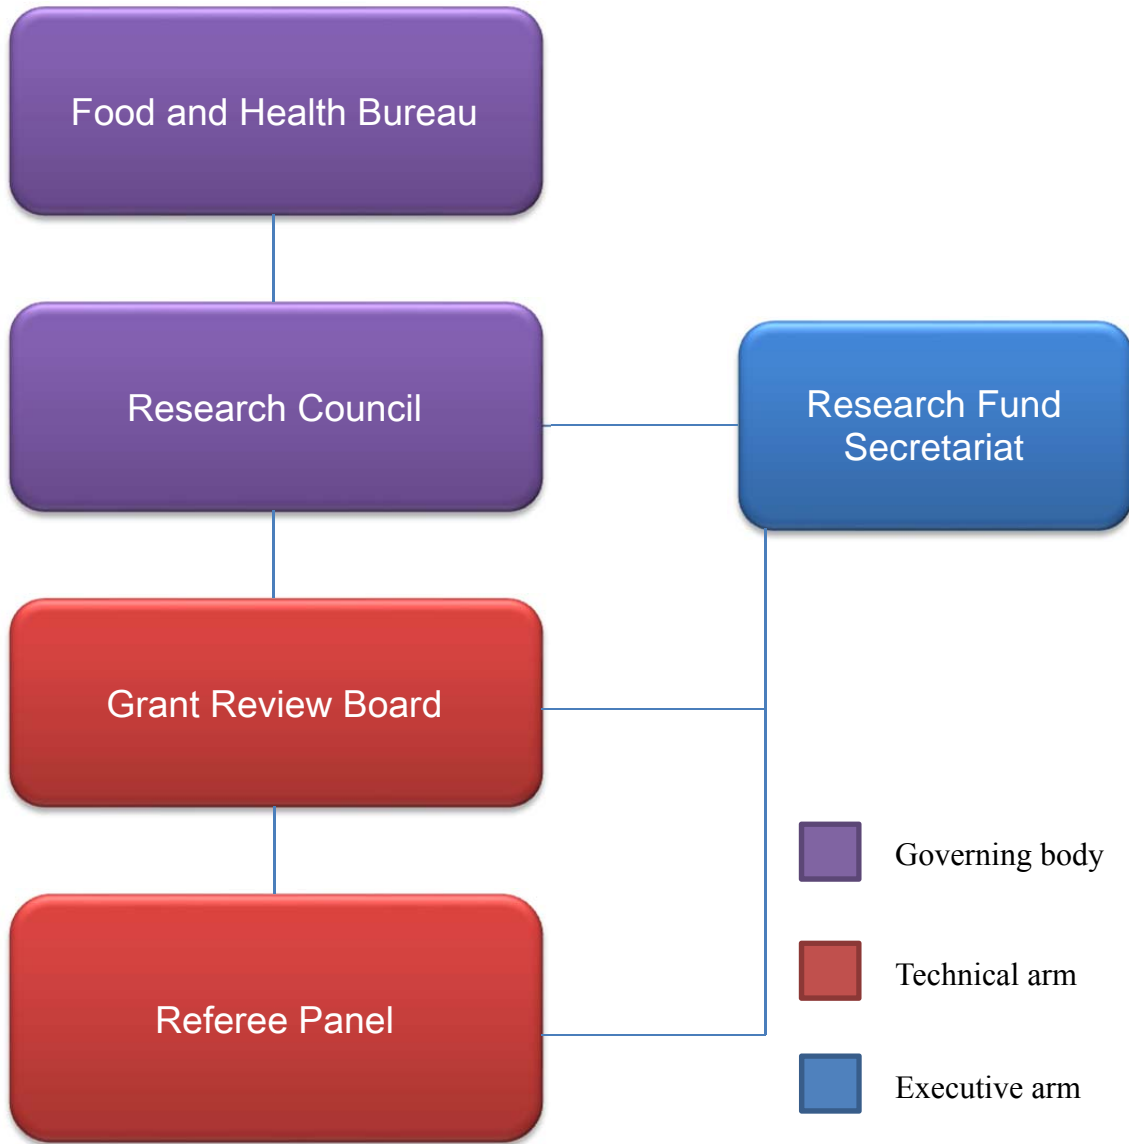 Food and Health Bureau
Research Council
Research Fund
Secretariat
Grant Review Board
Referee Panel
Governing body
Technical arm
Executive arm